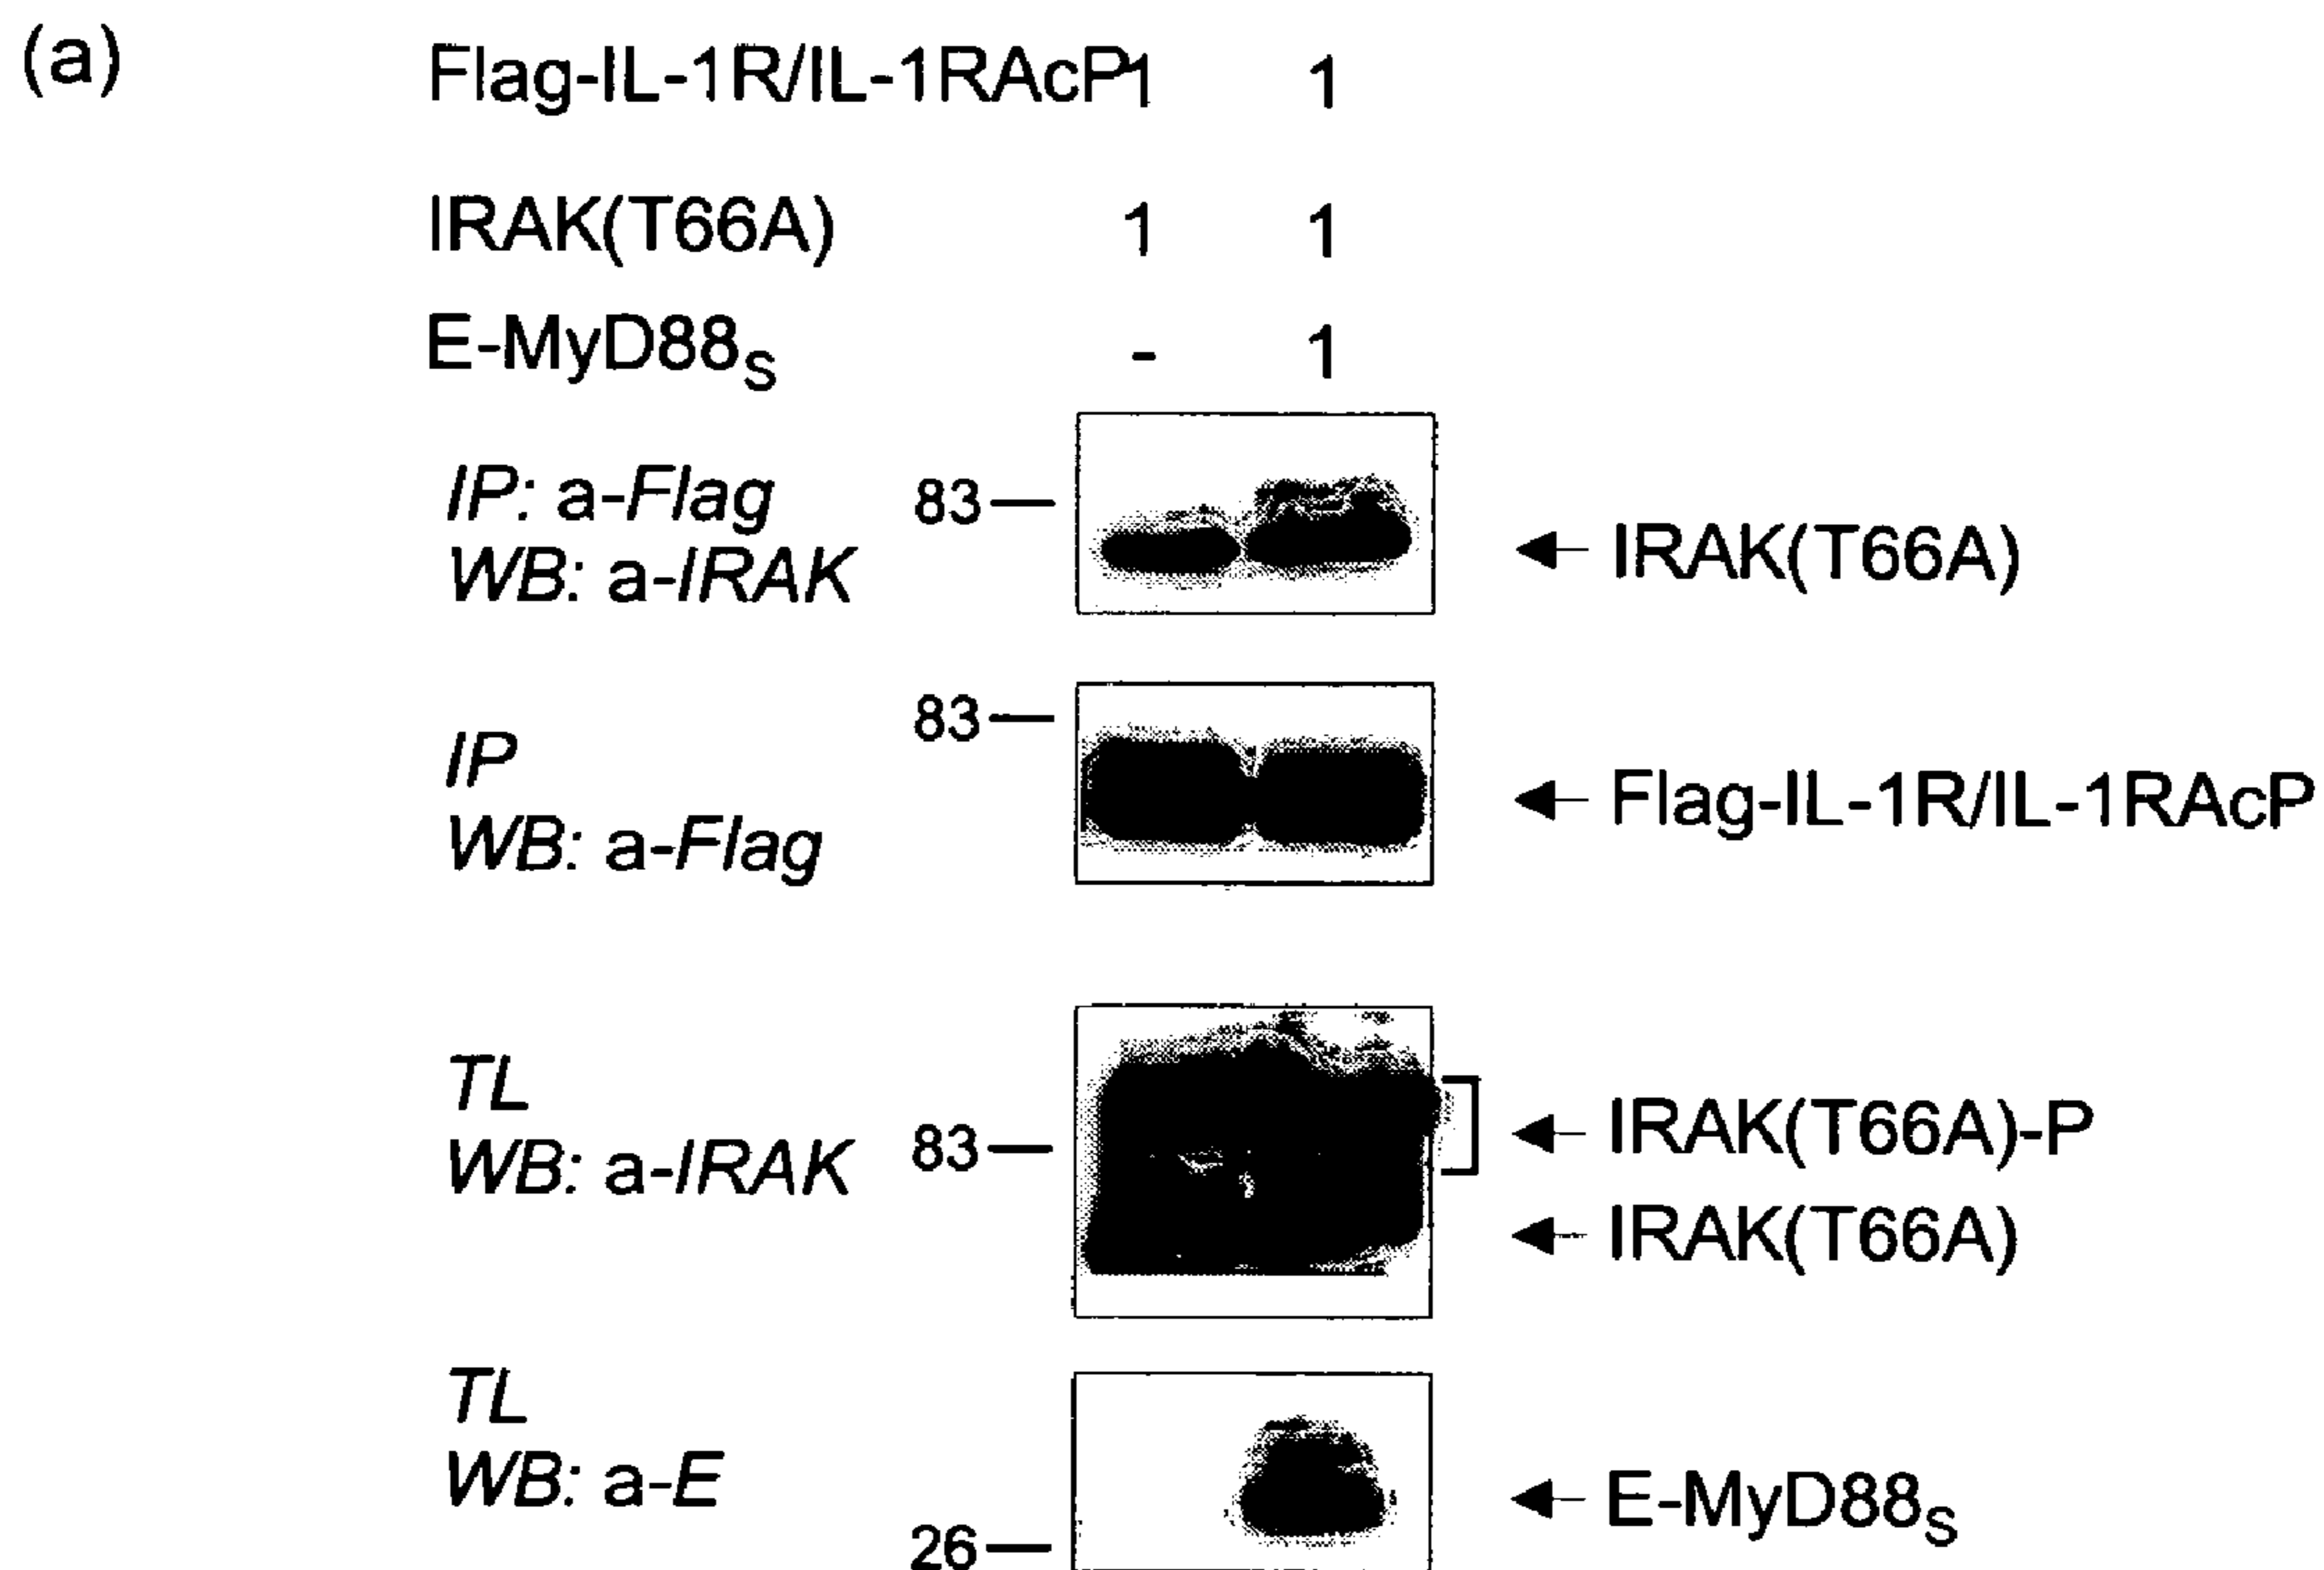 (a)
Flag-IL-1R/IL-1RAcP 1 1
IRAK(T66A) 1 1
E-MyD88S - 1
IP: a-Flag
WB: a-IRAK
83
IRAK(T66A)
IP
WB: a-Flag
83
Flag-IL-1R/IL-1RAcP
TL
WB: a-IRAK
83
IRAK(T66A)-P
IRAK(T66A)
TL
WB: a-E
26
E-MyD88S